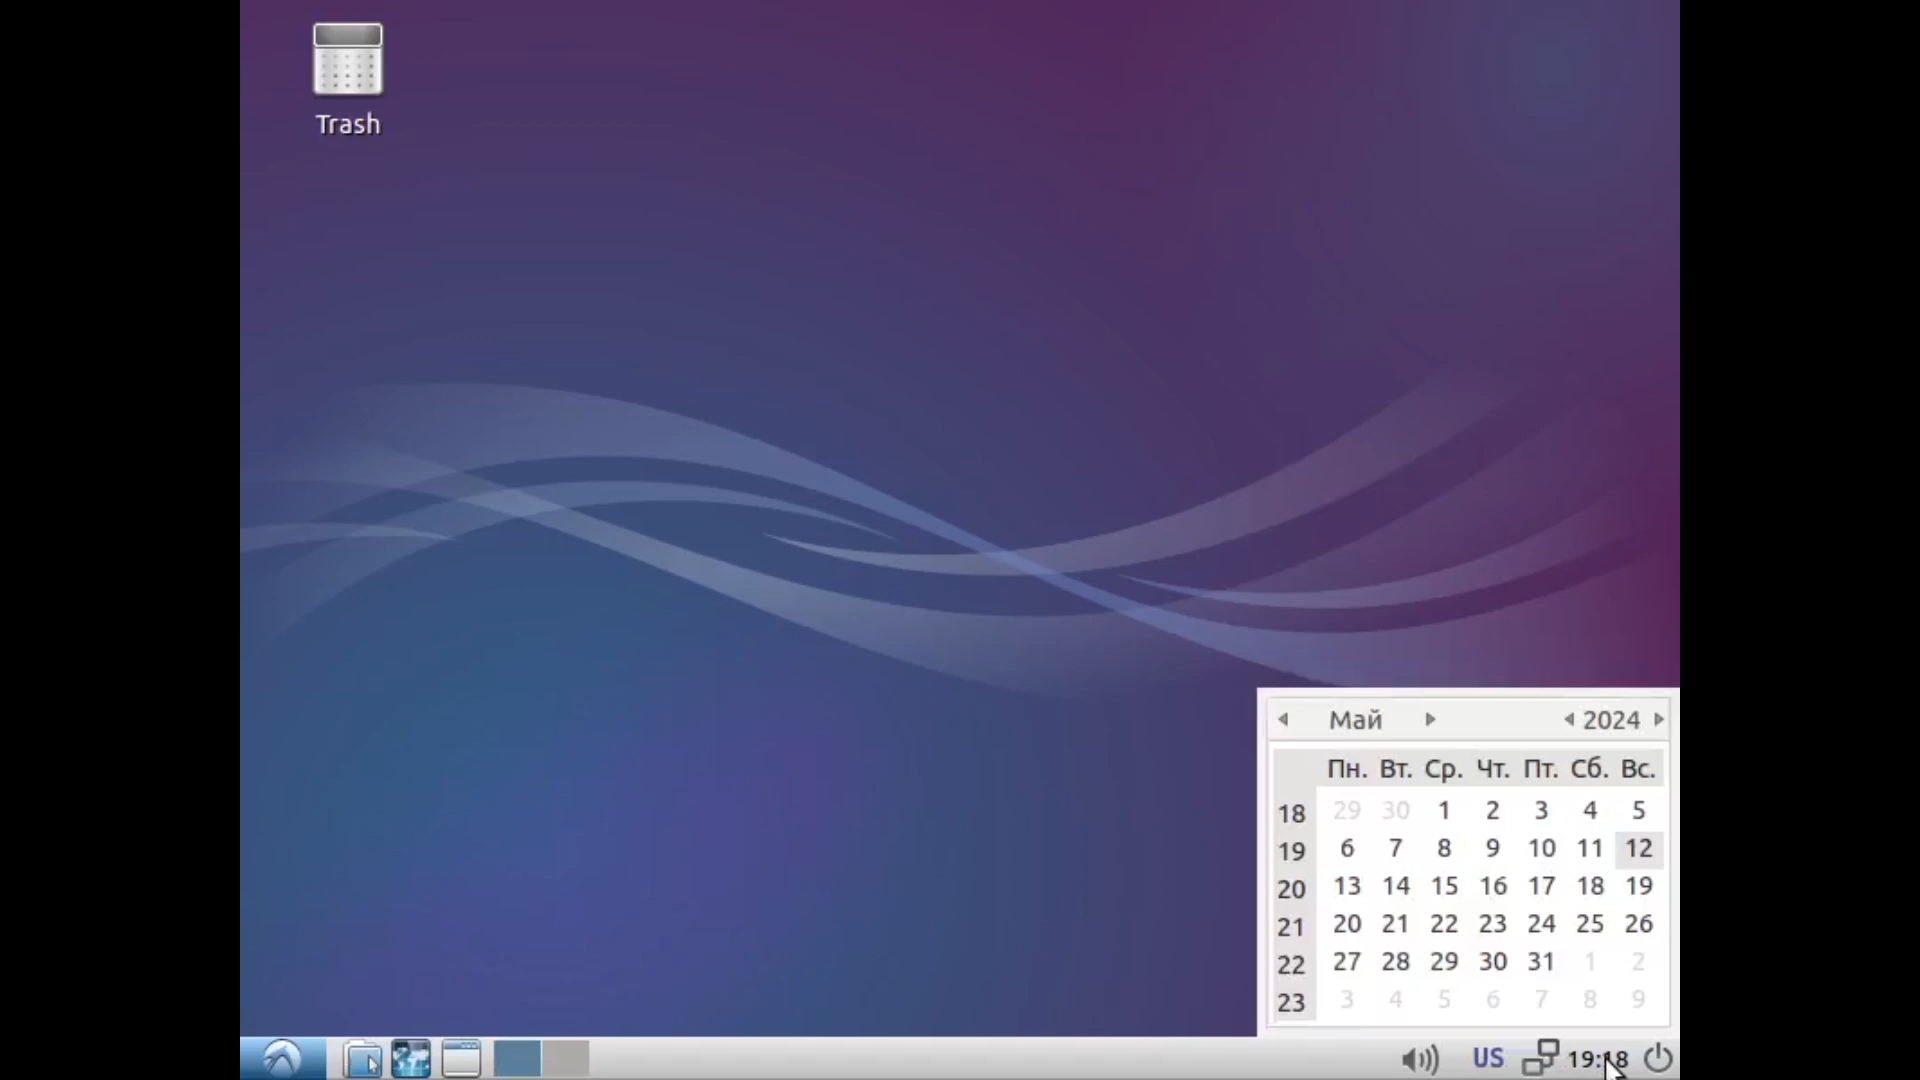 Trash
Май 2024
Пн. Вт. Ср. Чт. Пт. Сб. Вс.
18 29 30 1 2 3 4 5
19 6 7 8 9 10 11 12
20 13 14 15 16 17 18 19
21 20 21 22 23 24 25 26
22 27 28 29 30 31 1 2
23 3 4 5 6 7 8 9
US 19:18